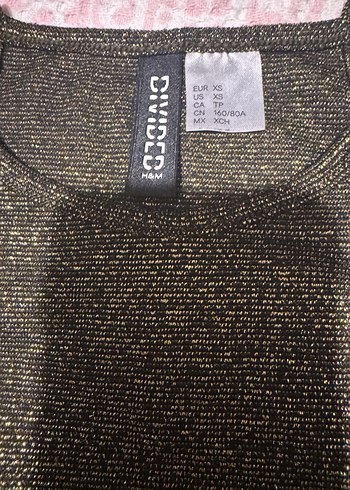 DIVIDED
H&M
EUR XS
US XS
CA TP
CN 160/80A
MX XCH